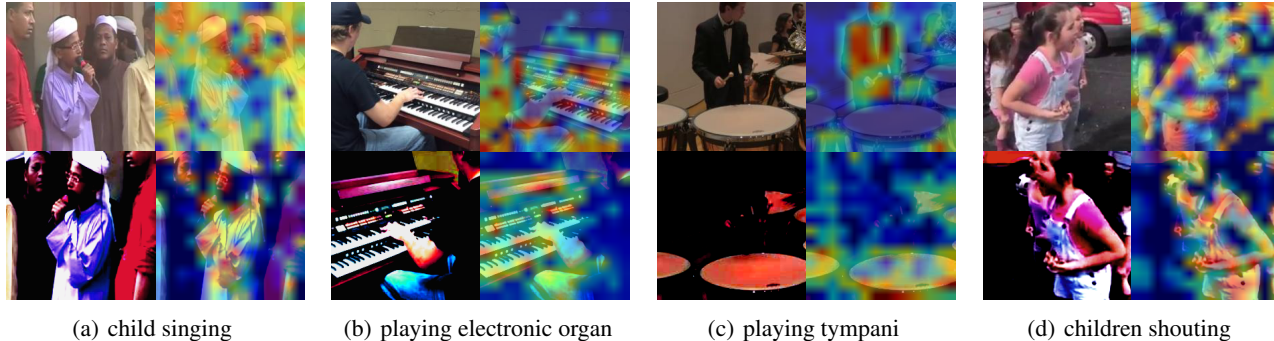 (a) child singing
(b) playing electronic organ
(c) playing tympani
(d) children shouting